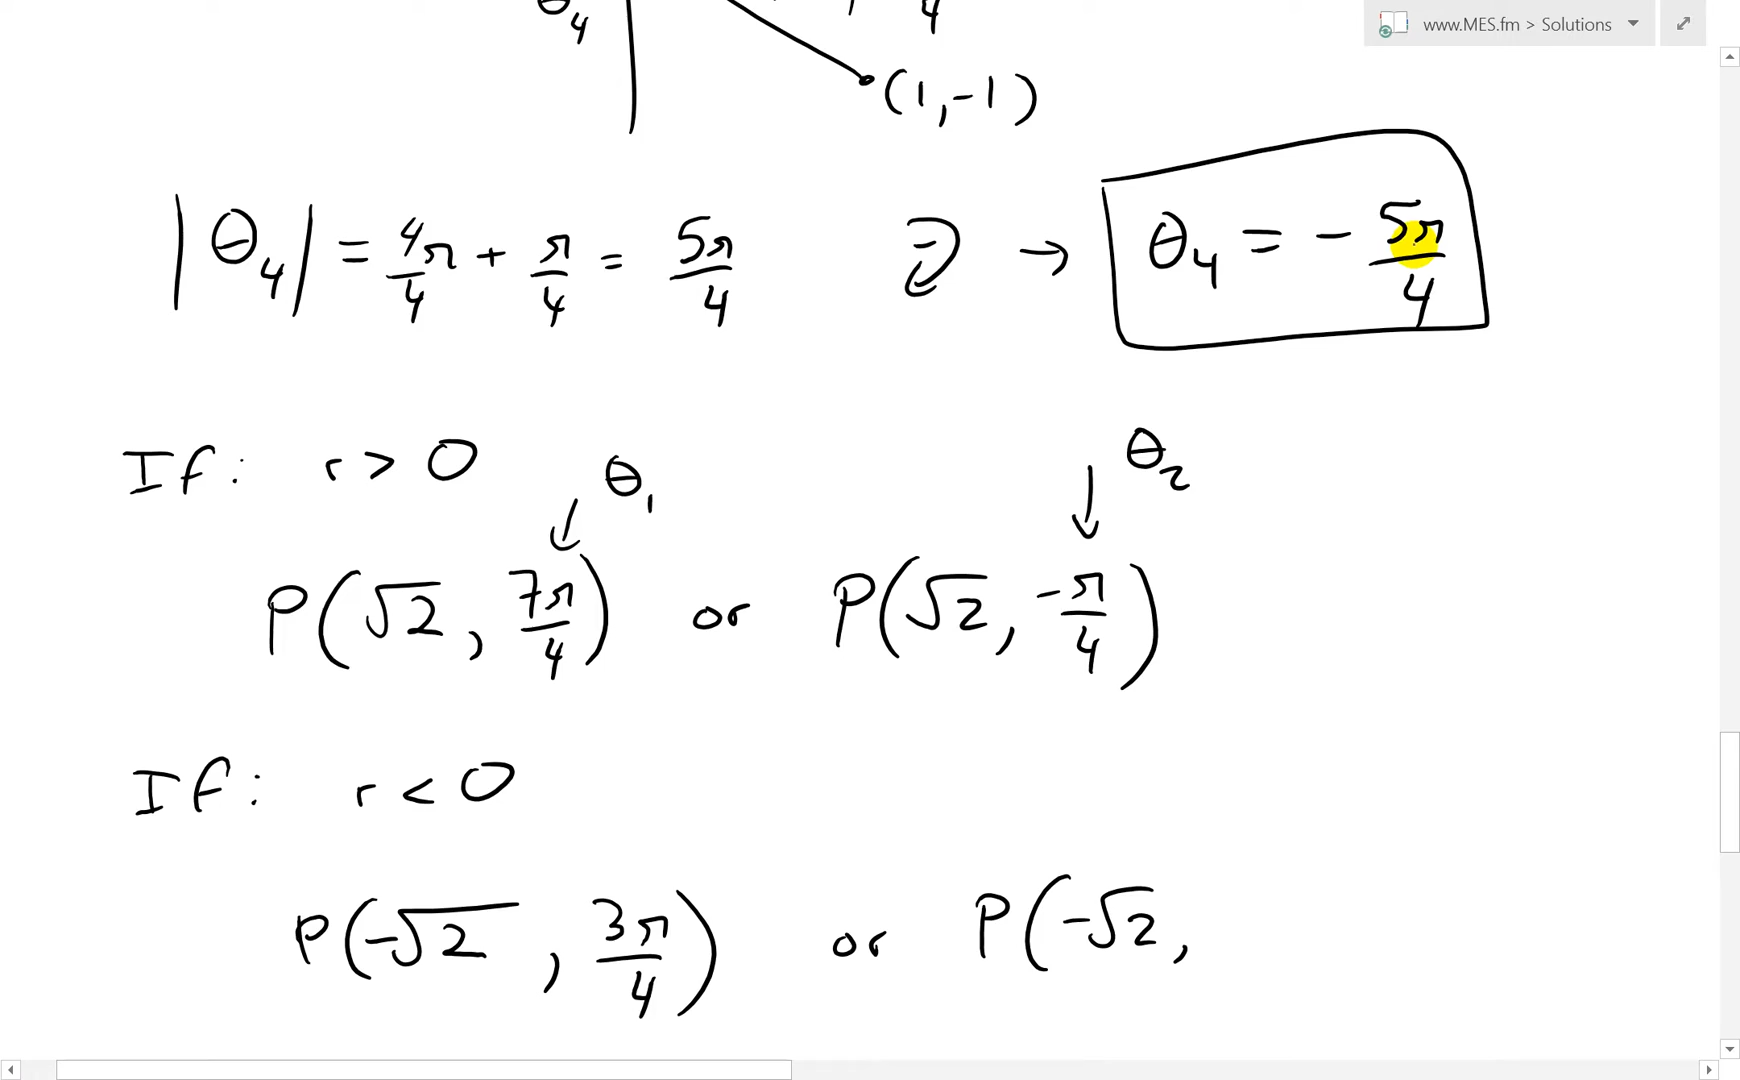 www.MES.fm > Solutions
θ₄ 4
(1,-1)
|θ₄| = 4π/4 + π/4 = 5π/4 → θ₄ = - 5π/4
If: r > 0 θ₁ θ₂
P(√2, 7π/4) or P(√2, -π/4)
If: r < 0
P(-√2, 3π/4) or P(-√2,